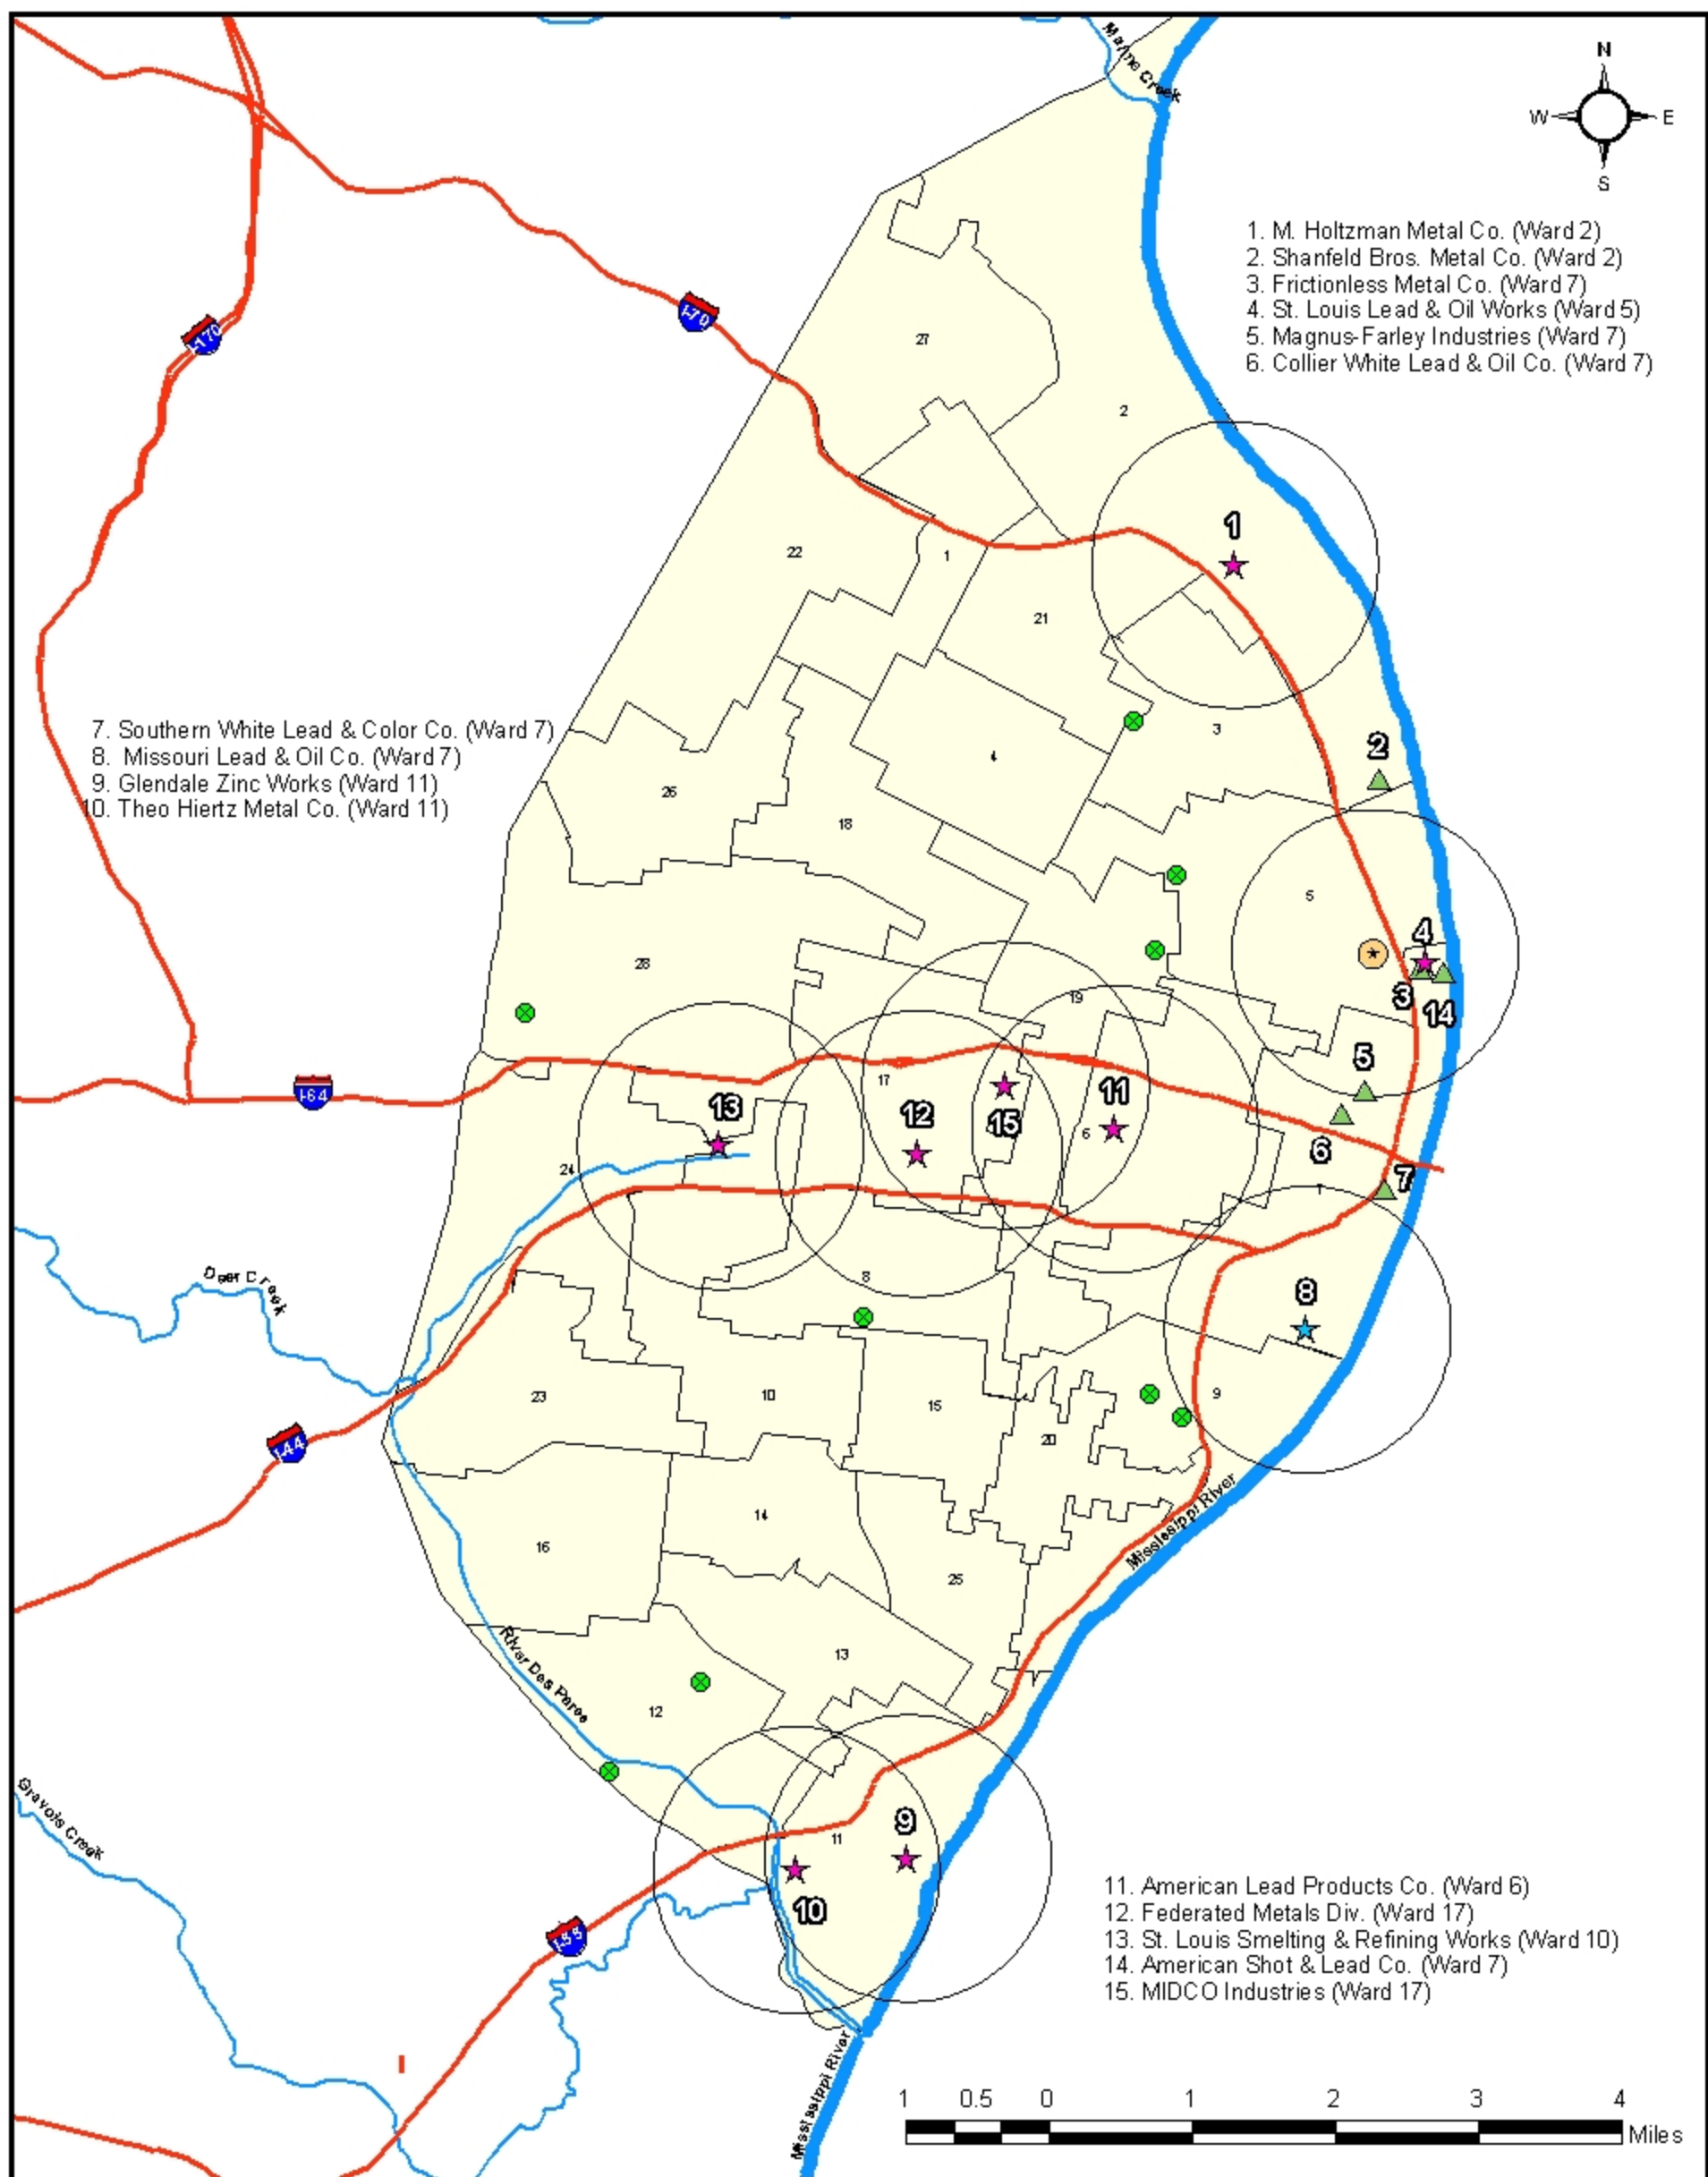 Maline Creek
N
W E
S
1. M. Holtzman Metal Co. (Ward 2)
2. Shanfeld Bros. Metal Co. (Ward 2)
3. Frictionless Metal Co. (Ward 7)
4. St. Louis Lead & Oil Works (Ward 5)
5. Magnus-Farley Industries (Ward 7)
6. Collier White Lead & Oil Co. (Ward 7)
I-70
I-170
27
2
1
22
1
21
7. Southern White Lead & Color Co. (Ward 7)
8. Missouri Lead & Oil Co. (Ward 7)
9. Glendale Zinc Works (Ward 11)
10. Theo Hiertz Metal Co. (Ward 11)
3
2
4
26
18
5
4
28
19
3
14
5
17
I-64
11
13
12
15
6
6
24
7
7
Deer Creek
8
8
23
10
15
9
20
I-44
Mississippi River
14
16
25
River Des Peres
13
12
Gravois Creek
9
11
10
11. American Lead Products Co. (Ward 6)
12. Federated Metals Div. (Ward 17)
13. St. Louis Smelting & Refining Works (Ward 10)
14. American Shot & Lead Co. (Ward 7)
15. MIDCO Industries (Ward 17)
I-55
Mississippi River
1 0.5 0 1 2 3 4
Miles